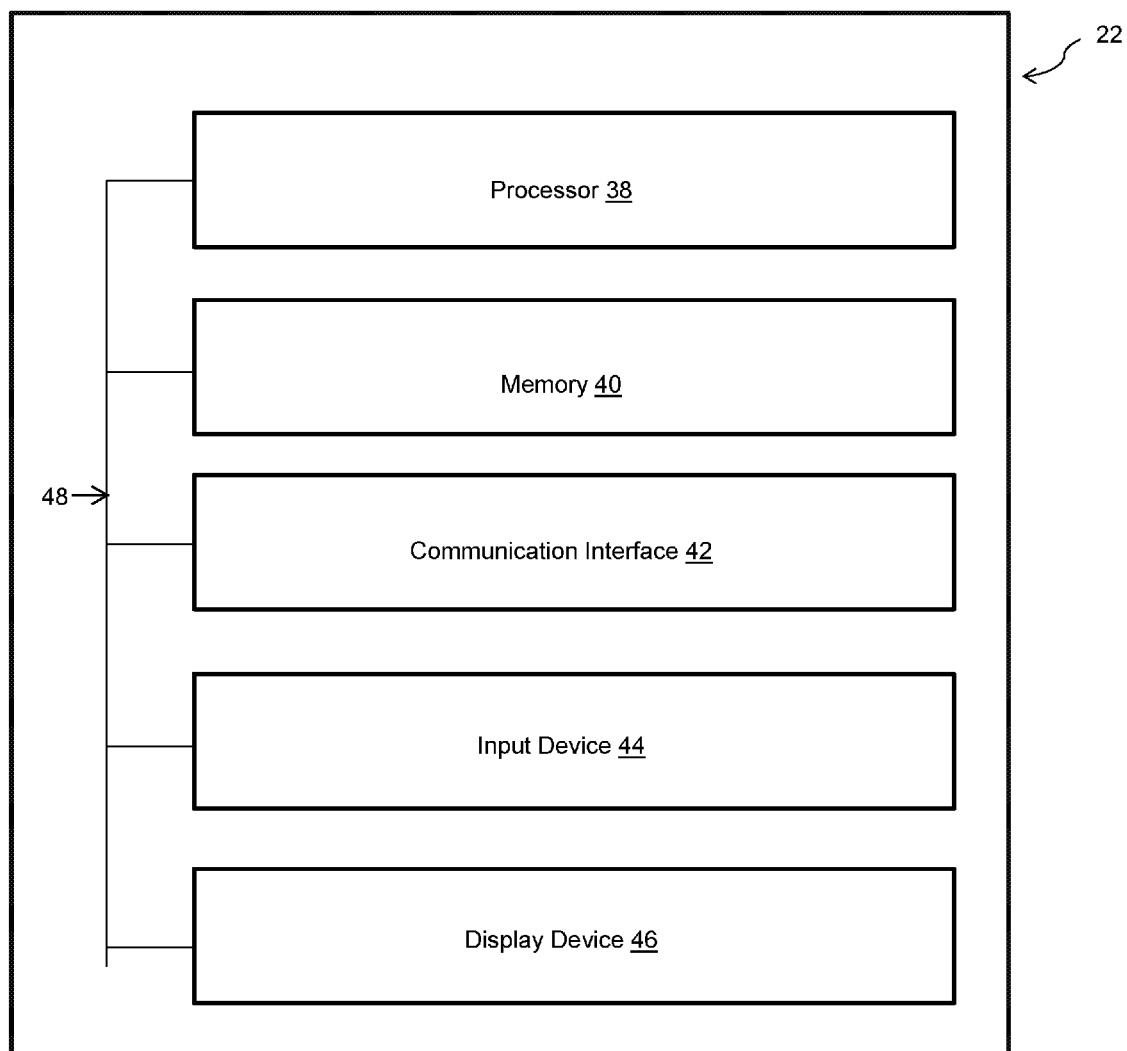 22
Processor 38
Memory 40
48
Communication Interface 42
Input Device 44
Display Device 46